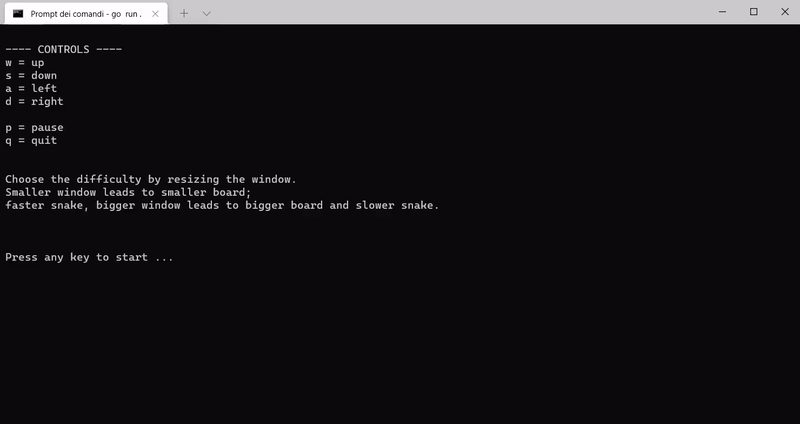 Prompt dei comandi - go run .
---- CONTROLS ----
w = up
s = down
a = left
d = right
p = pause
q = quit
Choose the difficulty by resizing the window.
Smaller window leads to smaller board;
faster snake, bigger window leads to bigger board and slower snake.
Press any key to start ...